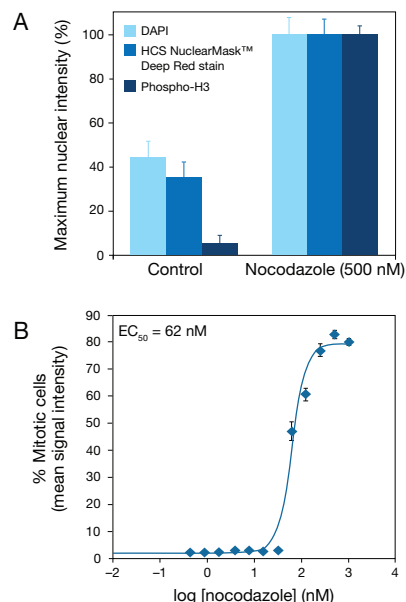 A
Maximum nuclear intensity (%)
100
80
60
40
20
0
DAPI
HCS NuclearMask™
Deep Red stain
Phospho-H3
Control
Nocodazole (500 nM)
B
% Mitotic cells
(mean signal intensity)
90
80
70
60
50
40
30
20
10
0
EC50 = 62 nM
−2
−1
0
1
2
3
4
log [nocodazole] (nM)